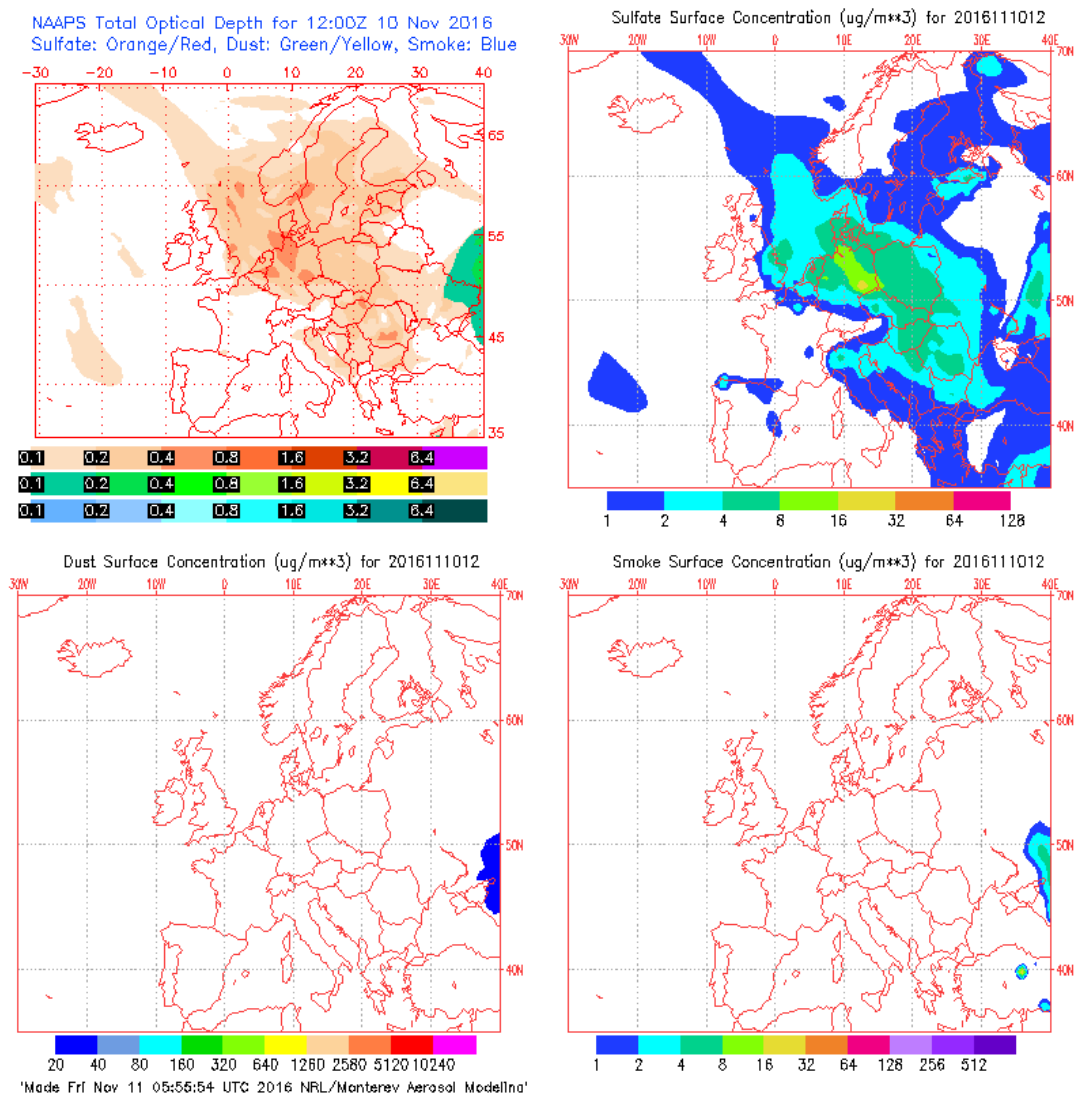 NAAPS Total Optical Depth for 12:00Z 10 Nov 2016
Sulfate: Orange/Red, Dust: Green/Yellow, Smoke: Blue
-30 -20 -10 0 10 20 30 40
65
55
45
35
0.1 0.2 0.4 0.8 1.6 3.2 6.4
0.1 0.2 0.4 0.8 1.6 3.2 6.4
0.1 0.2 0.4 0.8 1.6 3.2 6.4
Sulfate Surface Concentration (ug/m**3) for 2016111012
30W 20W 10W 0 10E 20E 30E 40E
70N
60N
50N
40N
1 2 4 8 16 32 64 128
Dust Surface Concentration (ug/m**3) for 2016111012
30W 20W 10W 0 10E 20E 30E 40E
70N
60N
50N
40N
20 40 80 160 320 640 1260 2580 5120 10240
'Made Fri Nov 11 05:55:54 UTC 2016 NRL/Monterey Aerosol Modeling'
Smoke Surface Concentration (ug/m**3) for 2016111012
30W 20W 10W 0 10E 20E 30E 40E
70N
60N
50N
40N
1 2 4 8 16 32 64 128 256 512